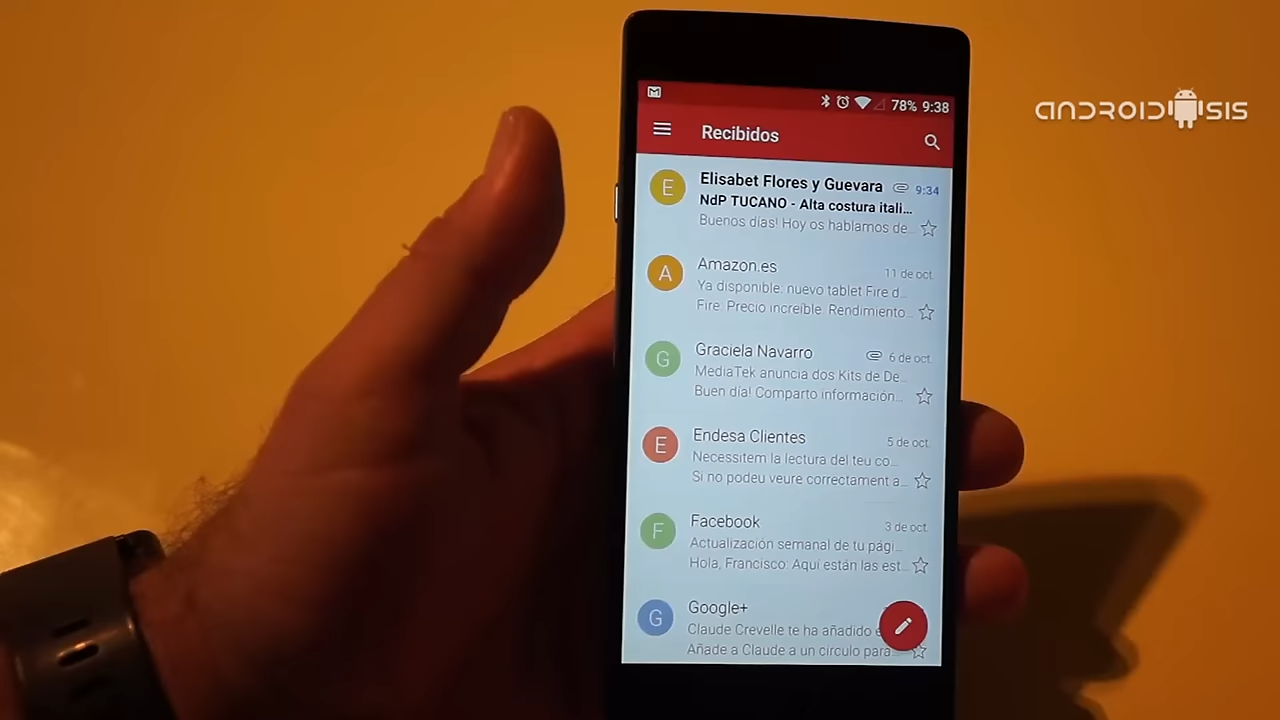 ANDROIDSIS
78% 9:38
Recibidos
E
Elisabet Flores y Guevara 9:34
NdP TUCANO - Alta costura itali...
Buenos días! Hoy os hablamos de...
A
Amazon.es 11 de oct.
Ya disponible: nuevo tablet Fire d...
Fire. Precio increíble. Rendimiento...
G
Graciela Navarro 6 de oct.
MediaTek anuncia dos Kits de De...
Buen día! Comparto información...
E
Endesa Clientes 5 de oct.
Necessitem la lectura del teu co...
Si no podeu veure correctament a...
F
Facebook 3 de oct.
Actualización semanal de tu pági...
Hola, Francisco: Aquí están las est...
G
Google+
Claude Crevelle te ha añadido
Añade a Claude a un círculo para...